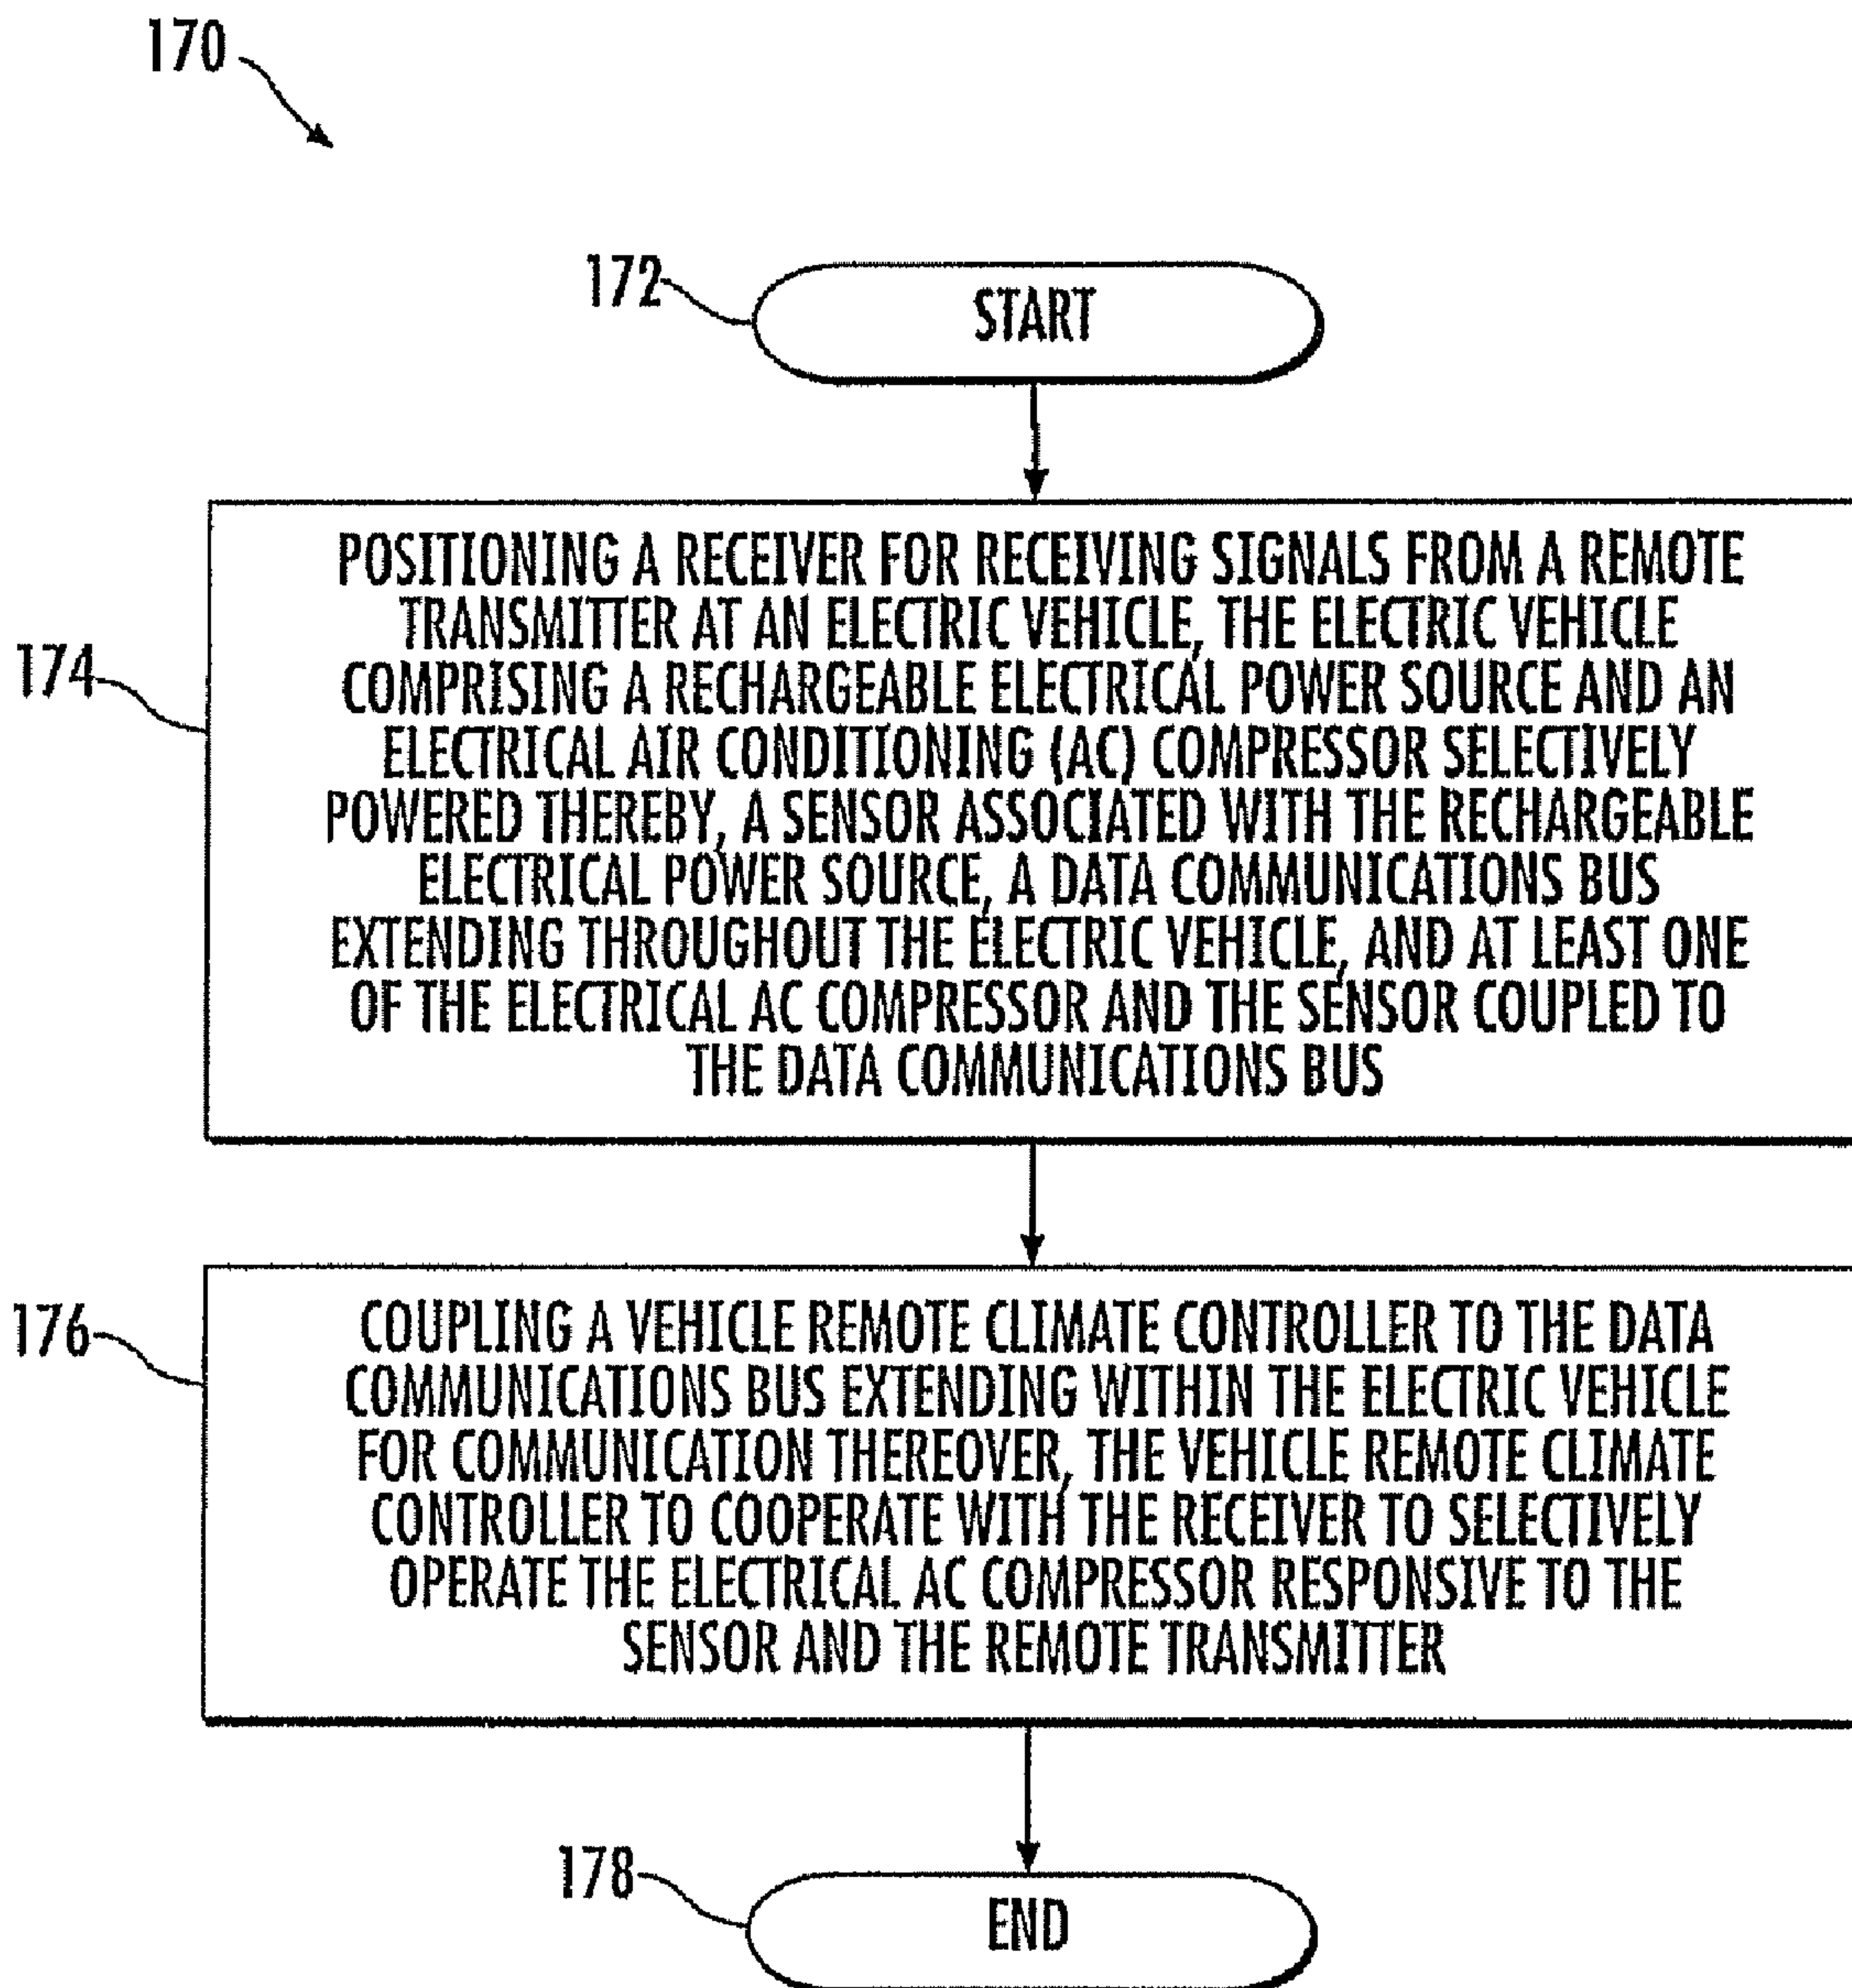 170
172
START
174
POSITIONING A RECEIVER FOR RECEIVING SIGNALS FROM A REMOTE
TRANSMITTER AT AN ELECTRIC VEHICLE, THE ELECTRIC VEHICLE
COMPRISING A RECHARGEABLE ELECTRICAL POWER SOURCE AND AN
ELECTRICAL AIR CONDITIONING (AC) COMPRESSOR SELECTIVELY
POWERED THEREBY, A SENSOR ASSOCIATED WITH THE RECHARGEABLE
ELECTRICAL POWER SOURCE, A DATA COMMUNICATIONS BUS
EXTENDING THROUGHOUT THE ELECTRIC VEHICLE, AND AT LEAST ONE
OF THE ELECTRICAL AC COMPRESSOR AND THE SENSOR COUPLED TO
THE DATA COMMUNICATIONS BUS
176
COUPLING A VEHICLE REMOTE CLIMATE CONTROLLER TO THE DATA
COMMUNICATIONS BUS EXTENDING WITHIN THE ELECTRIC VEHICLE
FOR COMMUNICATION THEREOVER, THE VEHICLE REMOTE CLIMATE
CONTROLLER TO COOPERATE WITH THE RECEIVER TO SELECTIVELY
OPERATE THE ELECTRICAL AC COMPRESSOR RESPONSIVE TO THE
SENSOR AND THE REMOTE TRANSMITTER
178
END